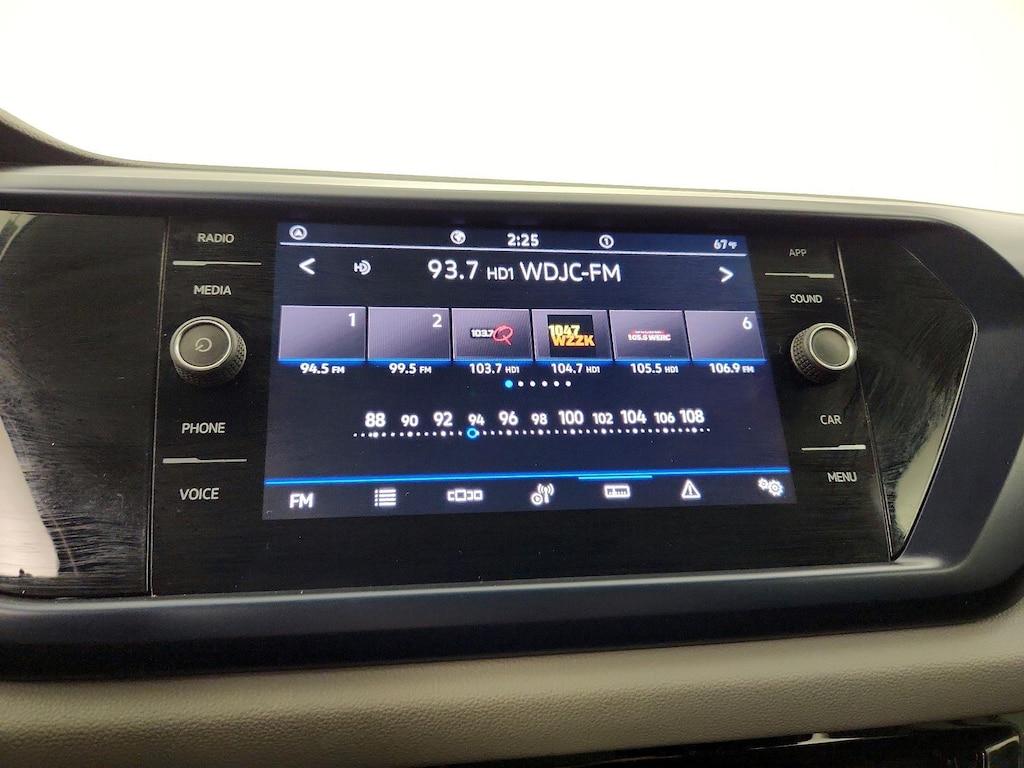 RADIO
MEDIA
PHONE
VOICE
2:25
67°F
93.7 HD1 WDJC-FM
1 2 103.7 Q 104.7 WZZK 105.5 WERC 6
94.5 FM 99.5 FM 103.7 HD1 104.7 HD1 105.5 HD1 106.9 FM
88 90 92 94 96 98 100 102 104 106 108
FM
APP
SOUND
CAR
MENU